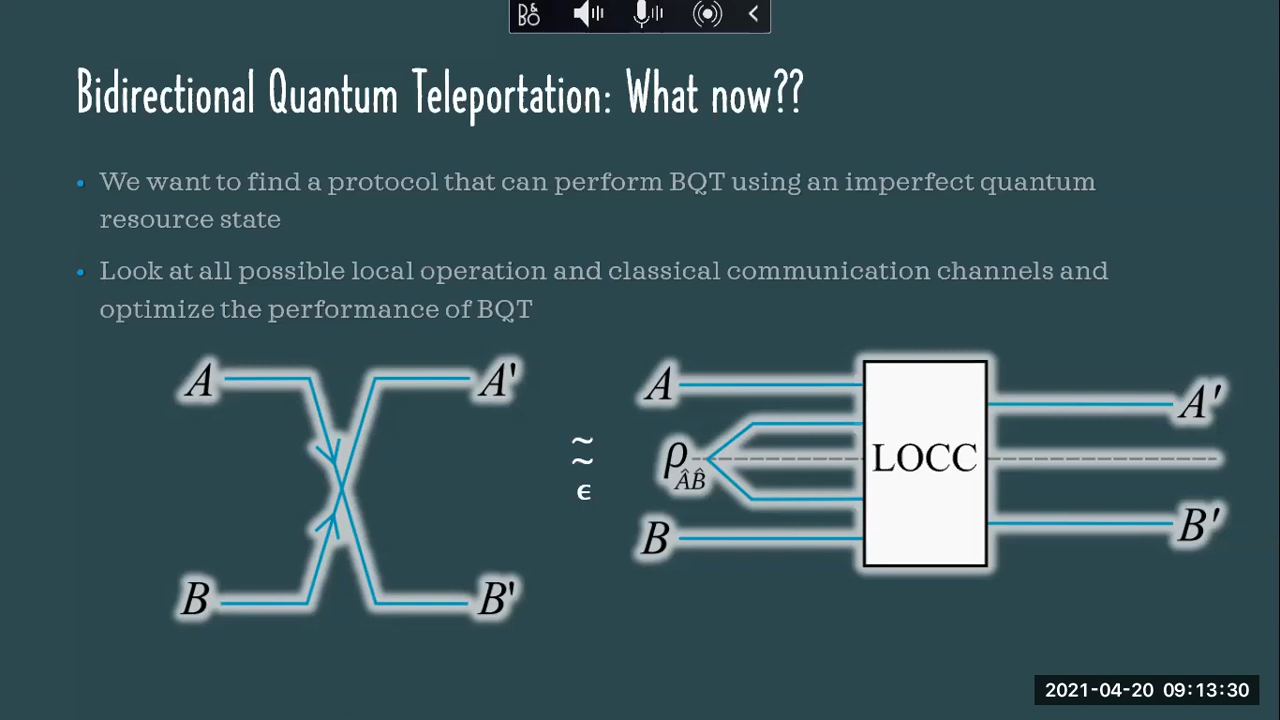 B&O
Bidirectional Quantum Teleportation: What now??
• We want to find a protocol that can perform BQT using an imperfect quantum
resource state
• Look at all possible local operation and classical communication channels and
optimize the performance of BQT
A A'
B B'
~
~
ϵ
A
ρ_ÂB̂
B
LOCC
A′
B′
2021-04-20 09:13:30